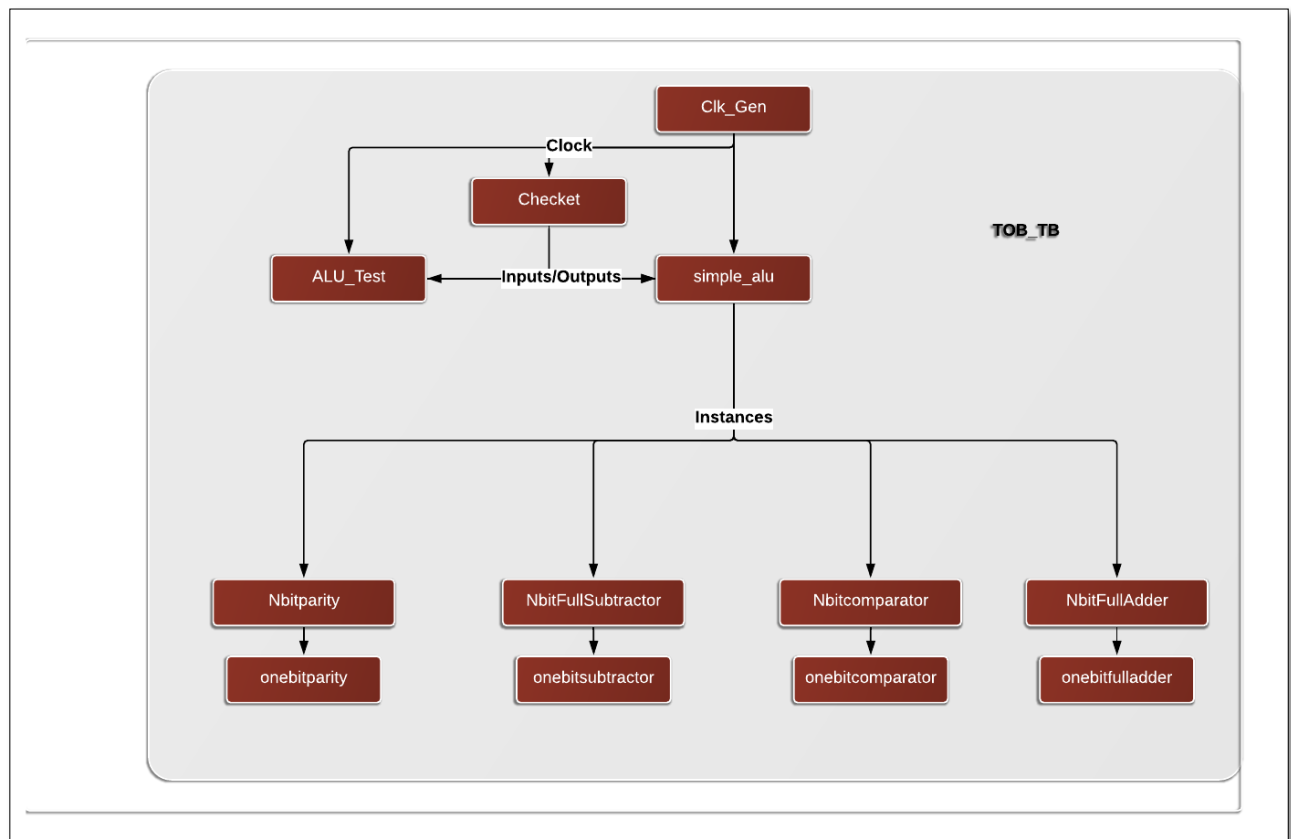 Clk_Gen
Clock
Checket
TOB_TB
ALU_Test
Inputs/Outputs
simple_alu
Instances
Nbitparity
NbitFullSubtractor
Nbitcomparator
NbitFullAdder
onebitparity
onebitsubtractor
onebitcomparator
onebitfulladder